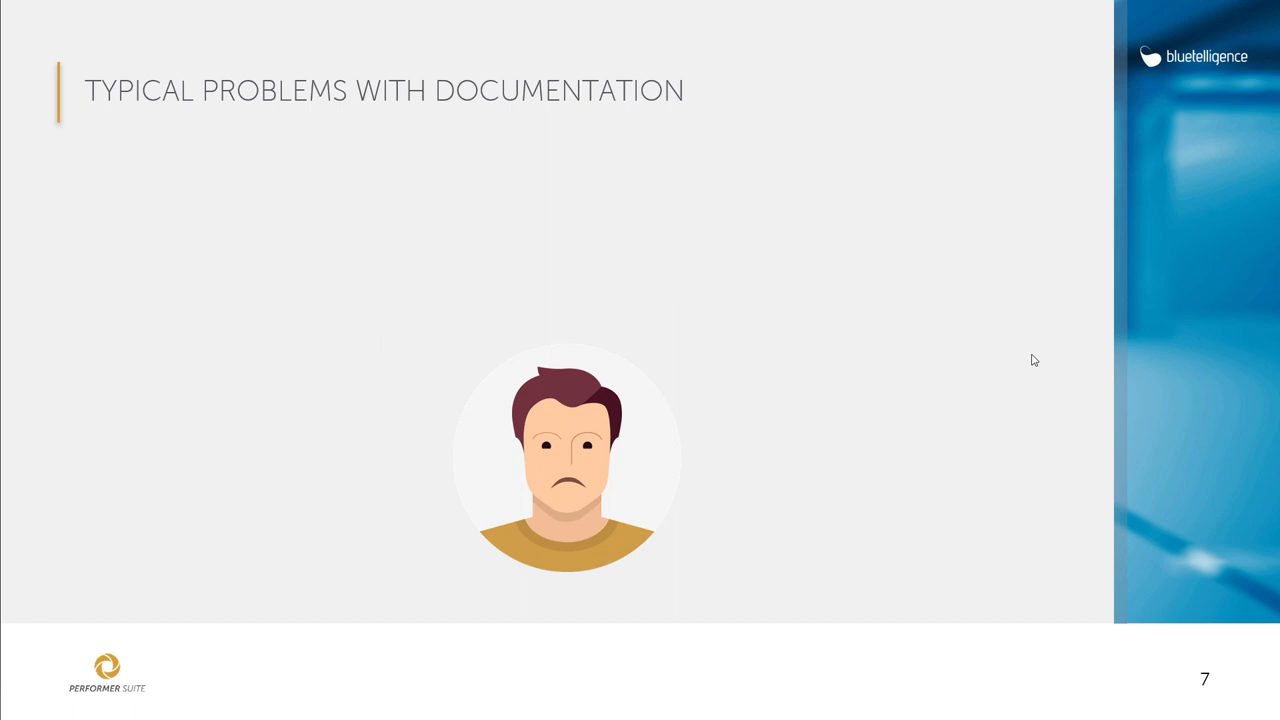 TYPICAL PROBLEMS WITH DOCUMENTATION
bluetelligence
PERFORMER SUITE
7